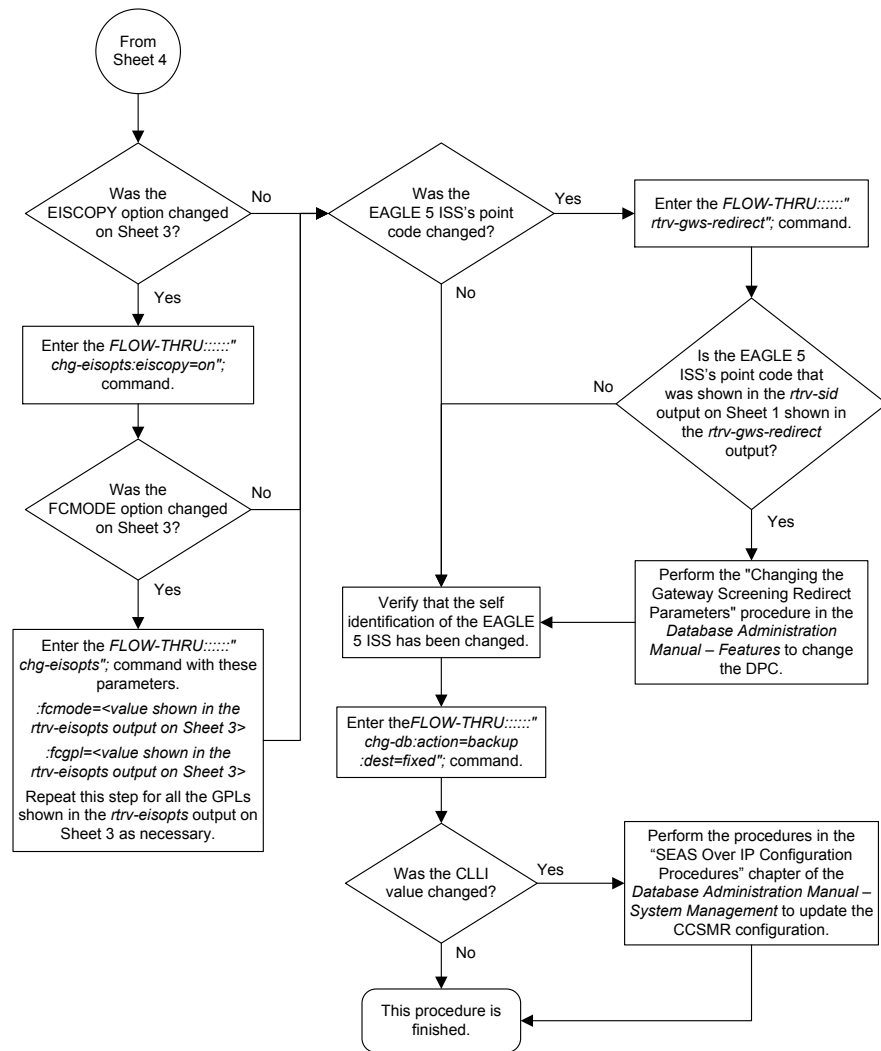 From
Sheet 4
Was the
EISCOPY option changed
on Sheet 3?
No
Yes
Enter the FLOW-THRU::::::"
chg-eisopts:eiscopy=on";
command.
Was the
FCMODE option changed
on Sheet 3?
No
Yes
Enter the FLOW-THRU::::::"
chg-eisopts"; command with these
parameters.
:fcmode=<value shown in the
rtrv-eisopts output on Sheet 3>
:fcgpl=<value shown in the
rtrv-eisopts output on Sheet 3>
Repeat this step for all the GPLs
shown in the rtrv-eisopts output on
Sheet 3 as necessary.
Was the
EAGLE 5 ISS's point
code changed?
Yes
No
Enter the FLOW-THRU::::::"
rtrv-gws-redirect"; command.
Is the EAGLE 5
ISS's point code that
was shown in the rtrv-sid
output on Sheet 1 shown in
the rtrv-gws-redirect
output?
No
Yes
Perform the "Changing the
Gateway Screening Redirect
Parameters" procedure in the
Database Administration
Manual – Features to change
the DPC.
Verify that the self
identification of the EAGLE
5 ISS has been changed.
Enter theFLOW-THRU::::::"
chg-db:action=backup
:dest=fixed"; command.
Was the CLLI
value changed?
Yes
No
Perform the procedures in the
“SEAS Over IP Configuration
Procedures” chapter of the
Database Administration Manual –
System Management to update the
CCSMR configuration.
This procedure is
finished.